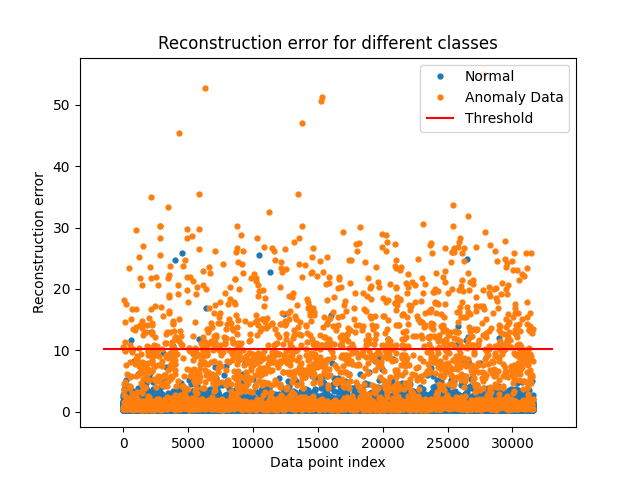 Reconstruction error for different classes
Normal
Anomaly Data
Threshold
Reconstruction error
50
40
30
20
10
0
0
5000
10000
15000
20000
25000
30000
Data point index